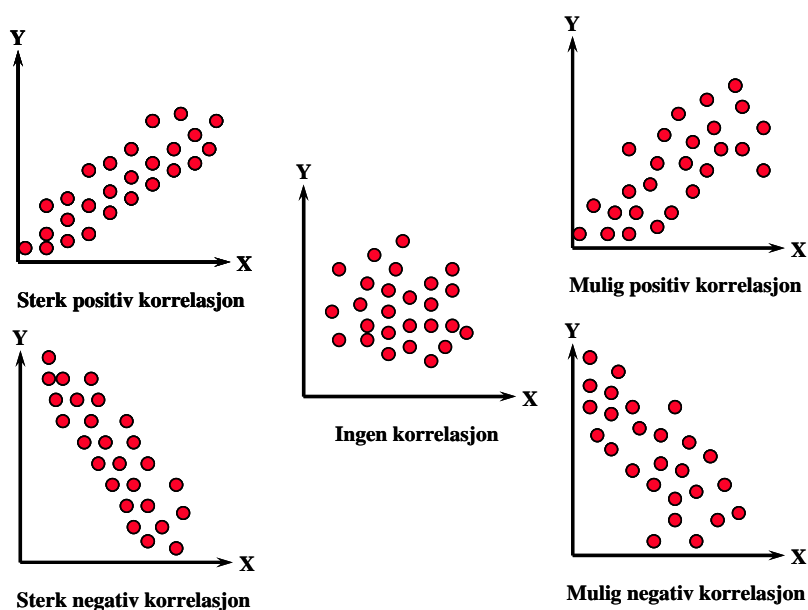 Y
X
Sterk positiv korrelasjon
Y
X
Ingen korrelasjon
Y
X
Mulig positiv korrelasjon
Y
X
Sterk negativ korrelasjon
Y
X
Mulig negativ korrelasjon